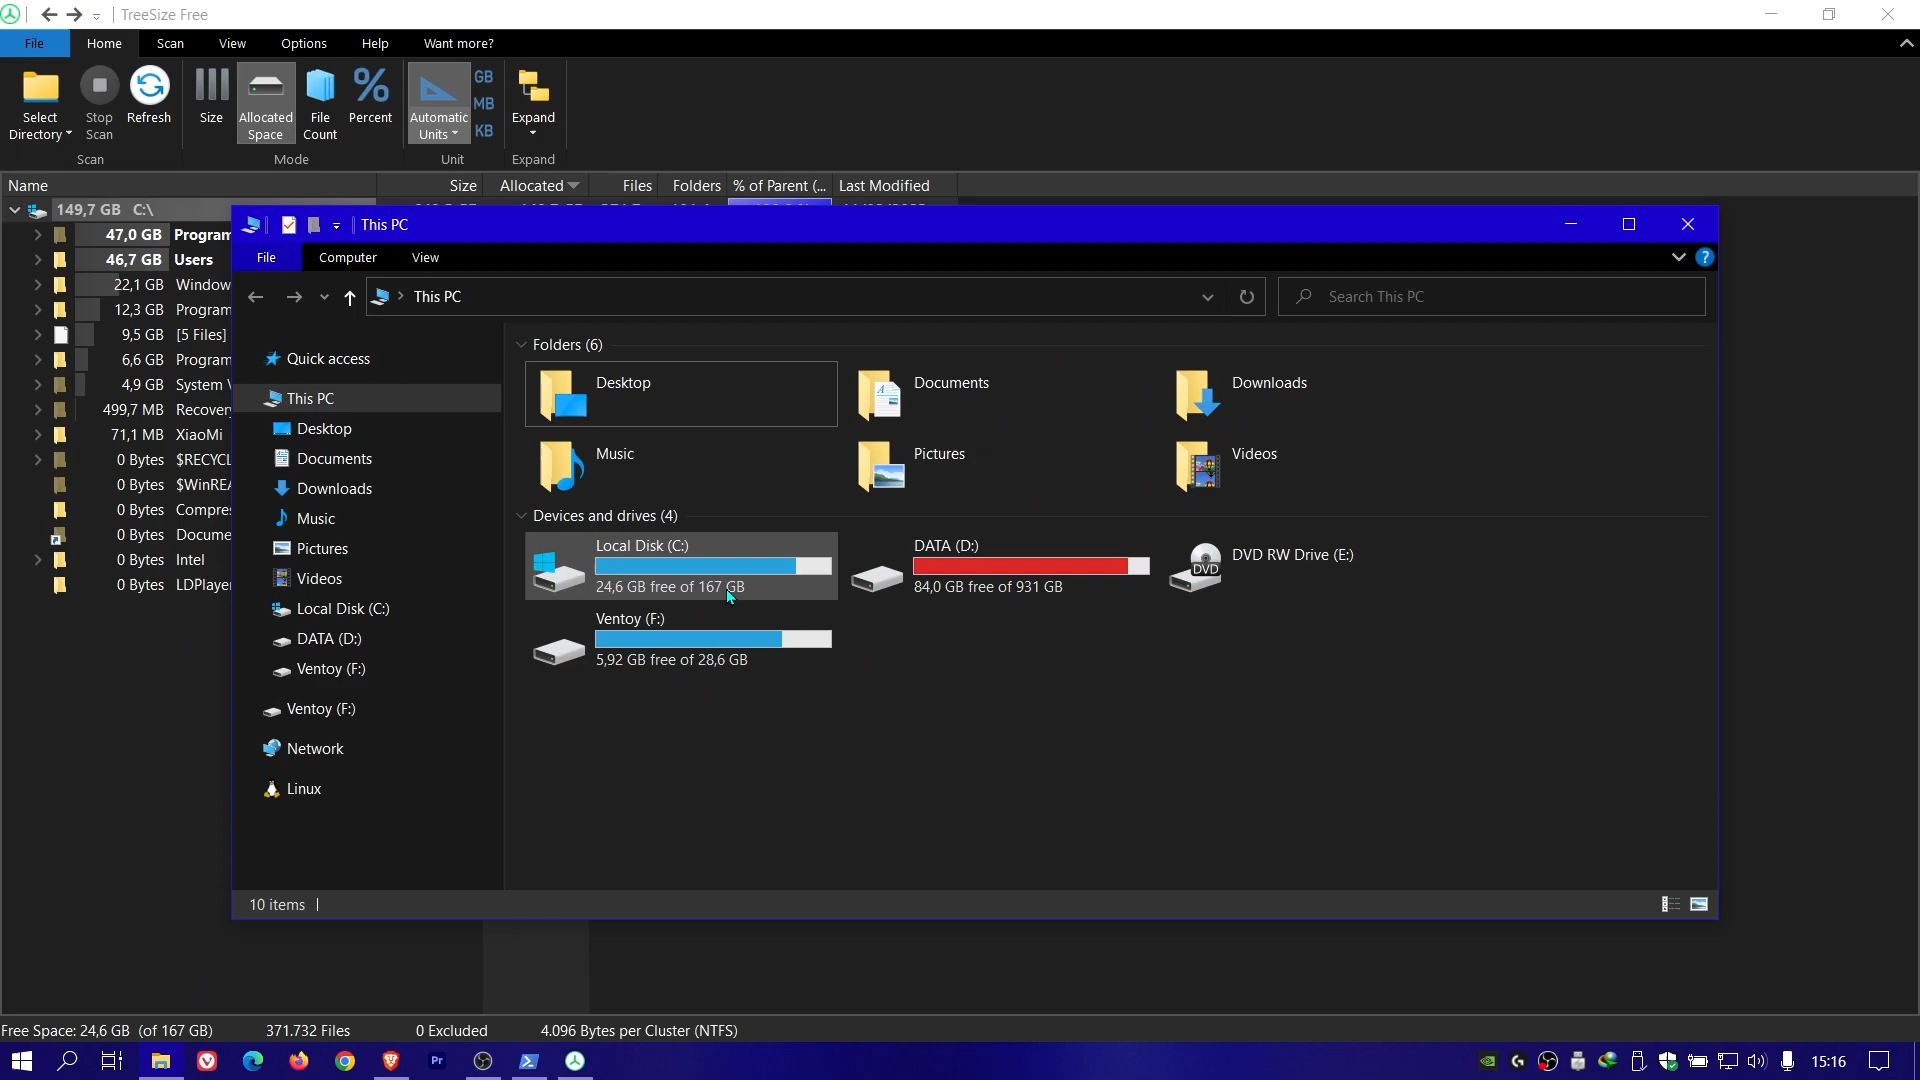 TreeSize Free
File Home Scan View Options Help Want more?
Select Directory
Stop Scan
Refresh
Size
Allocated Space
File Count
Percent
Automatic Units
GB
MB
KB
Expand
Scan Mode Unit Expand
Name Size Allocated Files Folders % of Parent (... Last Modified
149,7 GB C:\
47,0 GB Program
46,7 GB Users
22,1 GB Window
12,3 GB Program
9,5 GB [5 Files]
6,6 GB Program
4,9 GB System
499,7 MB Recovery
71,1 MB XiaoMi
0 Bytes $RECYCL
0 Bytes $WinREA
0 Bytes Compres
0 Bytes Docume
0 Bytes Intel
0 Bytes LDPlayer
This PC
File Computer View
?
This PC
Search This PC
Quick access
This PC
Desktop
Documents
Downloads
Music
Pictures
Videos
Local Disk (C:)
DATA (D:)
Ventoy (F:)
Ventoy (F:)
Network
Linux
Folders (6)
Desktop
Documents
Downloads
Music
Pictures
Videos
Devices and drives (4)
Local Disk (C:)
24,6 GB free of 167 GB
DATA (D:)
84,0 GB free of 931 GB
DVD
DVD RW Drive (E:)
Ventoy (F:)
5,92 GB free of 28,6 GB
10 items
Free Space: 24,6 GB (of 167 GB) 371.732 Files 0 Excluded 4.096 Bytes per Cluster (NTFS)
Pr
15:16